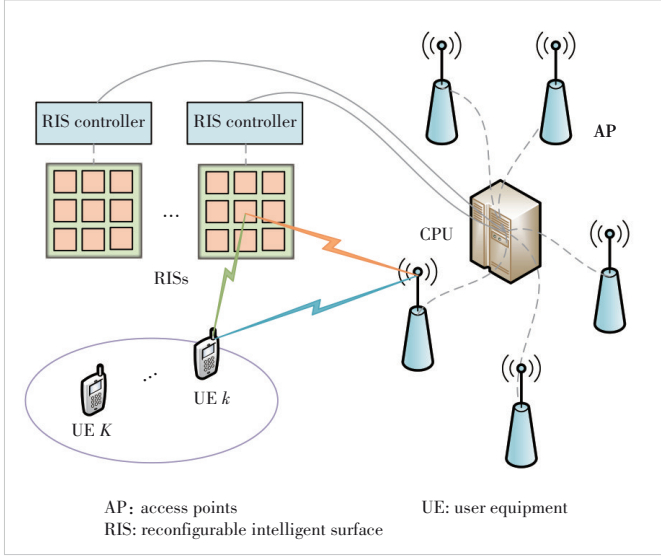 RIS controller
RIS controller
AP
...
CPU
RISs
...
UE k
UE K
AP: access points
UE: user equipment
RIS: reconfigurable intelligent surface